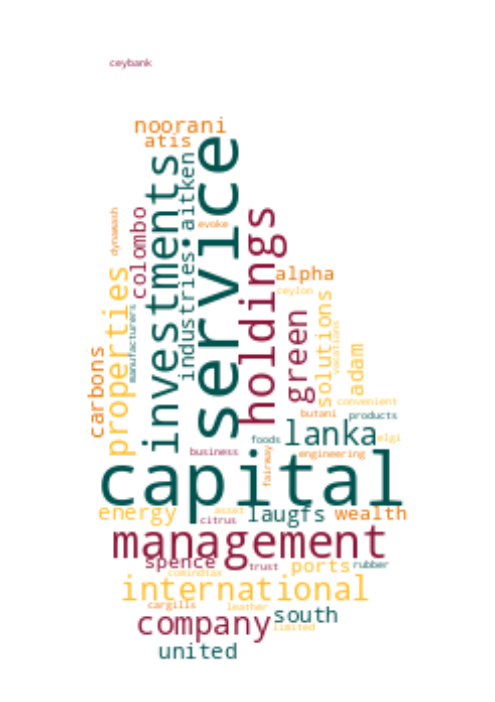 ceybank
noorani
atis
service
investments
industries
aitken
evoke
dynawash
colombo
holdings
alpha
ceylon
properties
manufacturers
green
solutions
vacations
adam
carbons
convenient
butani
products
lanka
foods
elgi
business
fairway
engineering
capital
energy
asset
citrus
laugfs
wealth
management
spence
trust
ports
rubber
comindtax
international
cargills
leather
company
south
limited
united